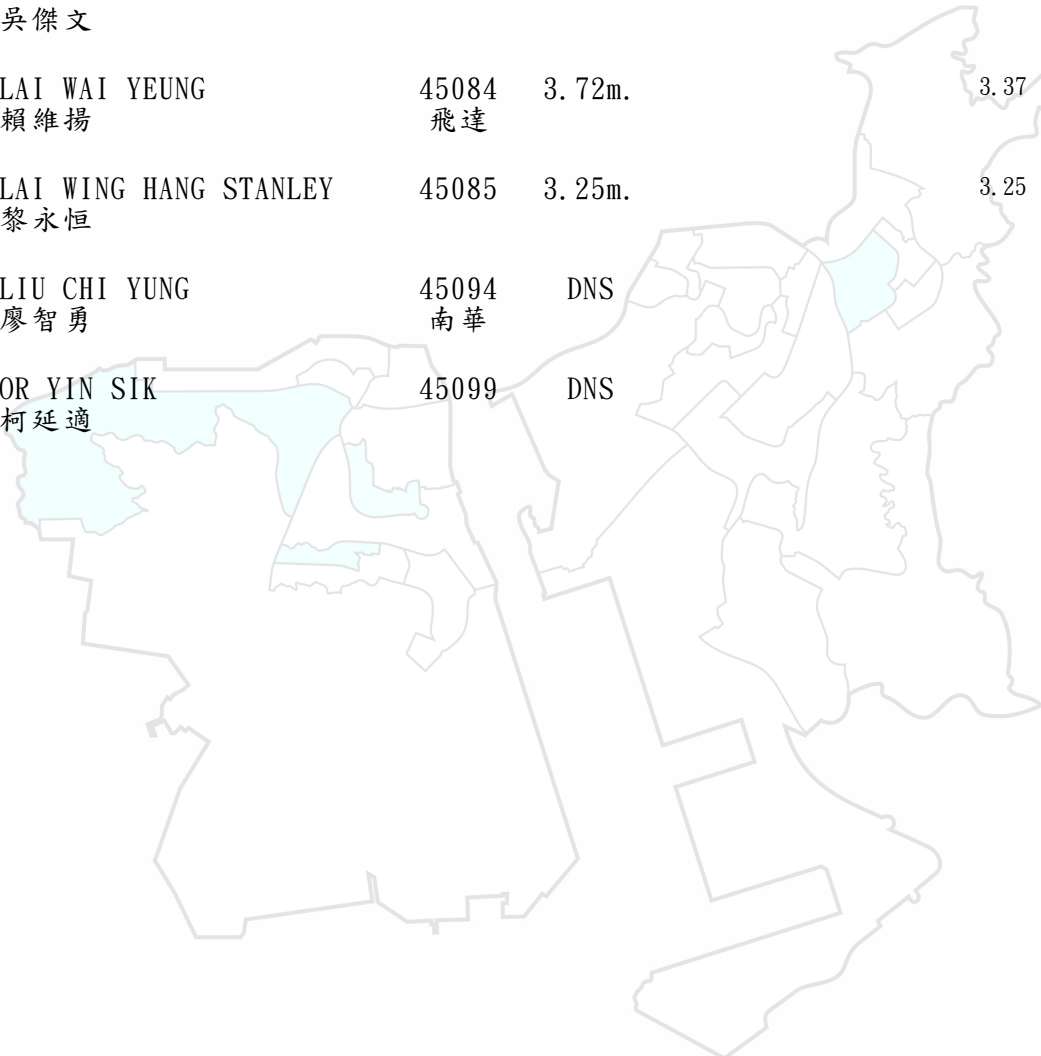 吳傑文
LAI WAI YEUNG 45084 3.72m. 3.37
賴維揚 飛達
LAI WING HANG STANLEY 45085 3.25m. 3.25
黎永恒
LIU CHI YUNG 45094 DNS
廖智勇 南華
OR YIN SIK 45099 DNS
柯延適